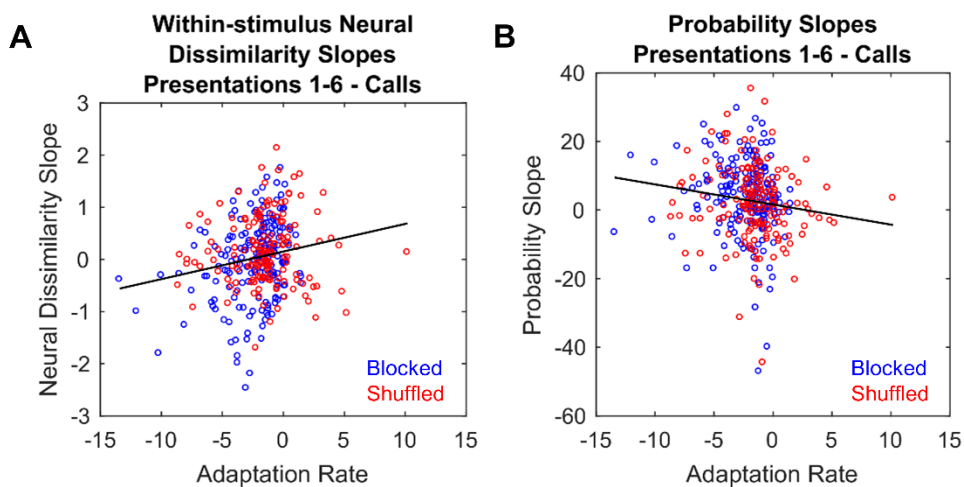 A
Within-stimulus Neural
Dissimilarity Slopes
Presentations 1-6 - Calls
Neural Dissimilarity Slope
3
2
1
0
-1
-2
-3
Blocked
Shuffled
-15 -10 -5 0 5 10 15
Adaptation Rate
B
Probability Slopes
Presentations 1-6 - Calls
Probability Slope
40
20
0
-20
-40
-60
Blocked
Shuffled
-15 -10 -5 0 5 10 15
Adaptation Rate